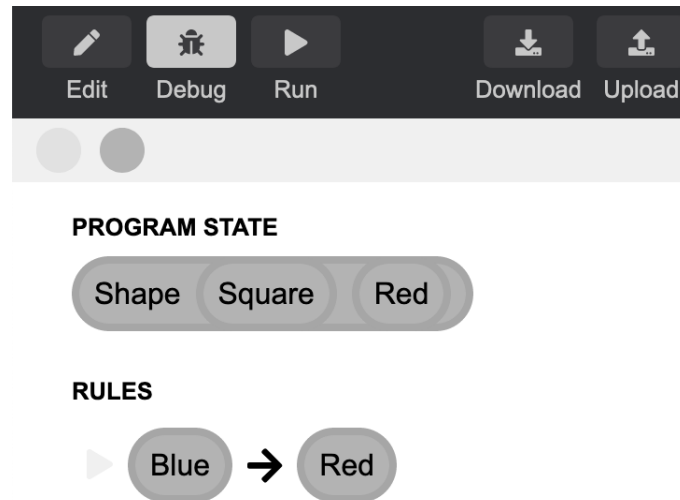 Edit Debug Run Download Upload
PROGRAM STATE
Shape Square Red
RULES
Blue → Red